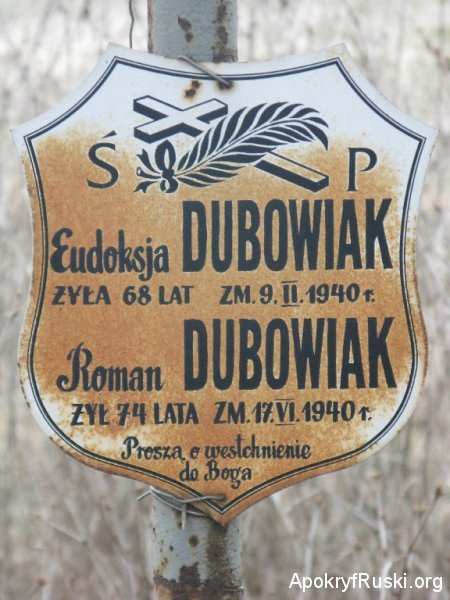 Ś P
Eudoksja DUBOWIAK
ŻYŁA 68 LAT ZM. 9. II. 1940 r.
Roman DUBOWIAK
ŻYŁ 74 LATA ZM. 17. VI. 1940 r.
Proszą o westchnienie
do Boga
ApokryfRuski.org